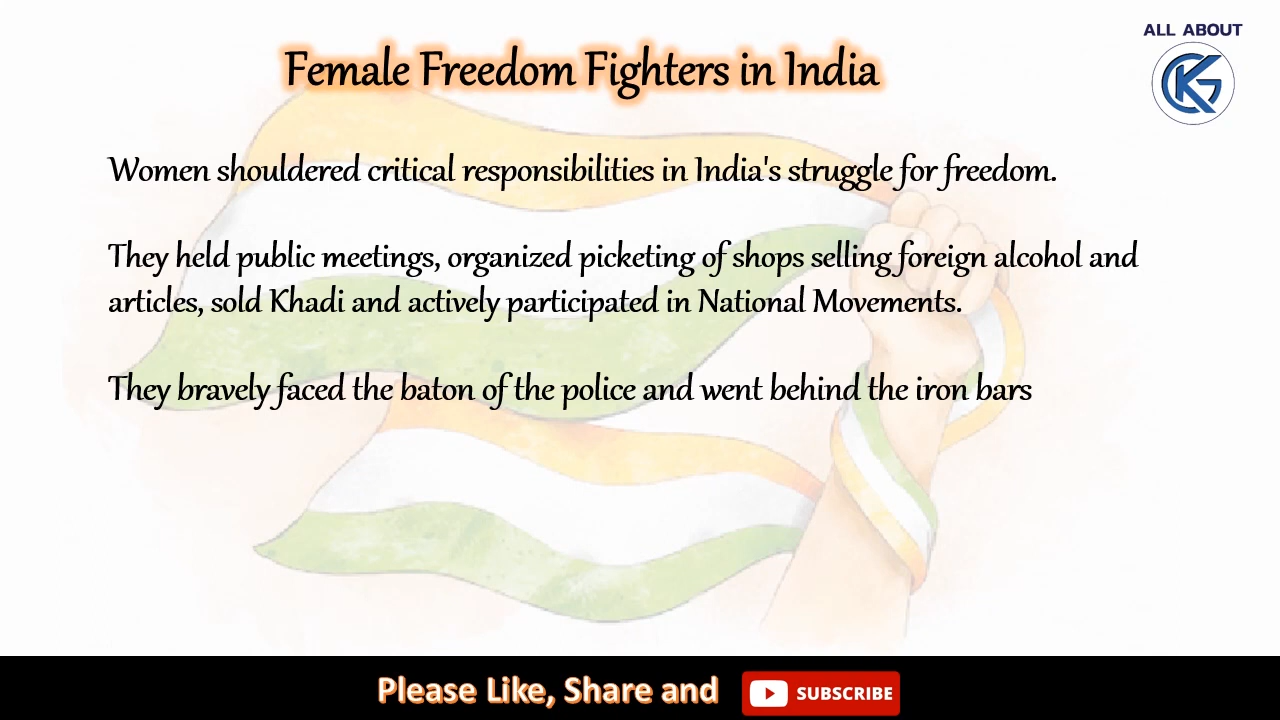 ALL ABOUT
GK
Female Freedom Fighters in India
Women shouldered critical responsibilities in India's struggle for freedom.
They held public meetings, organized picketing of shops selling foreign alcohol and
articles, sold Khadi and actively participated in National Movements.
They bravely faced the baton of the police and went behind the iron bars
Please Like, Share and SUBSCRIBE